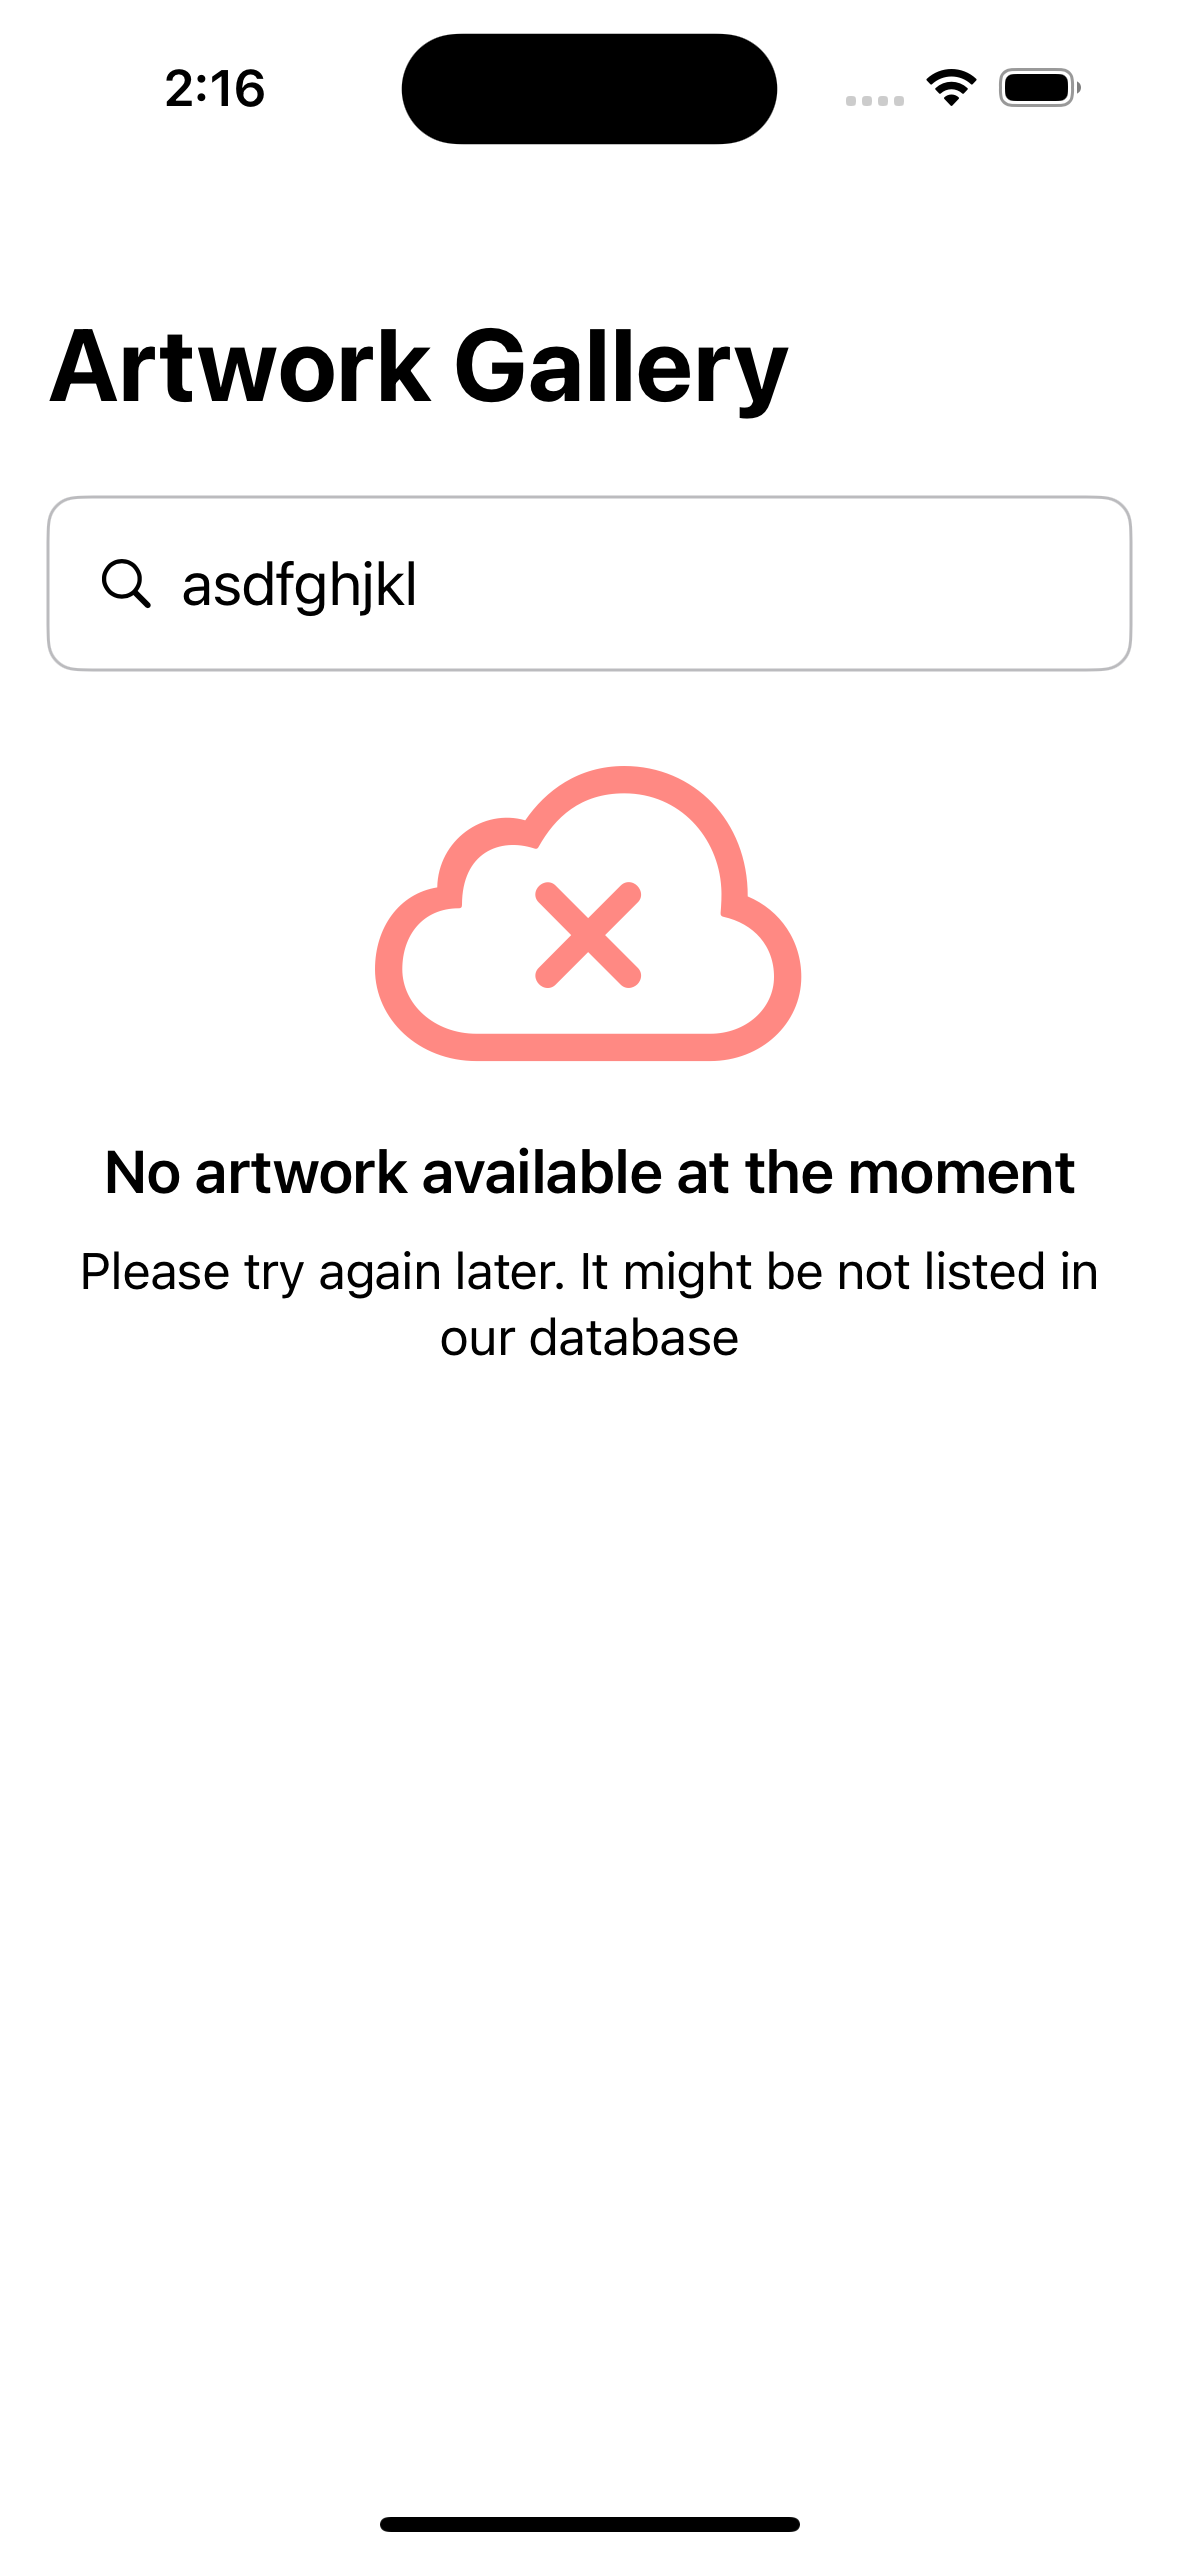 2:16
Artwork Gallery
asdfghjkl
No artwork available at the moment
Please try again later. It might be not listed in
our database